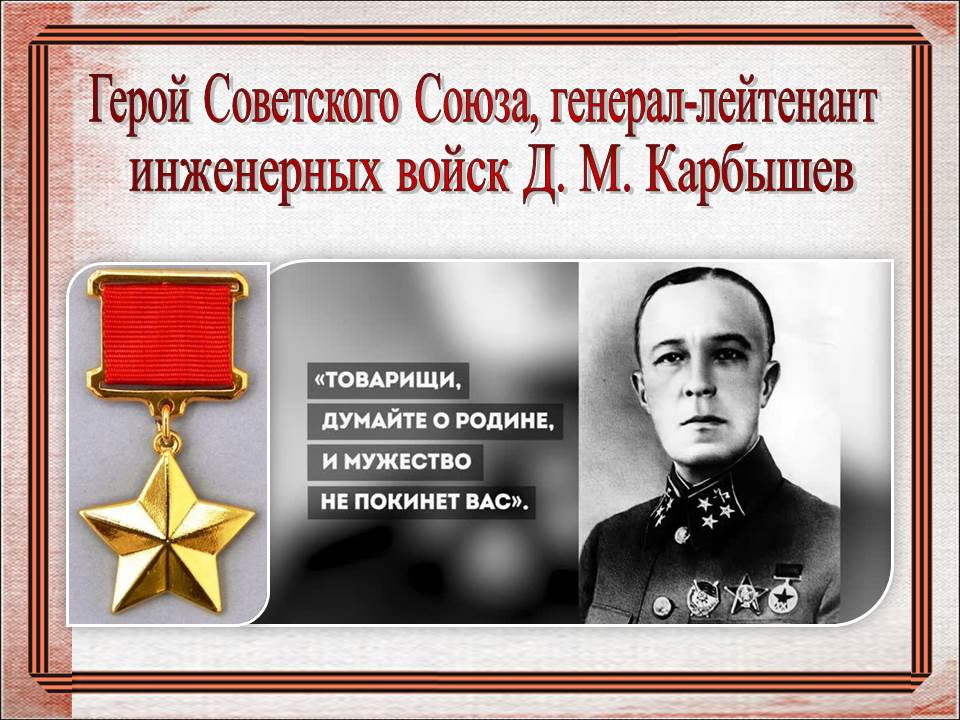 Герой Советского Союза, генерал-лейтенант
инженерных войск Д. М. Карбышев
«ТОВАРИЩИ,
ДУМАЙТЕ О РОДИНЕ,
И МУЖЕСТВО
НЕ ПОКИНЕТ ВАС».